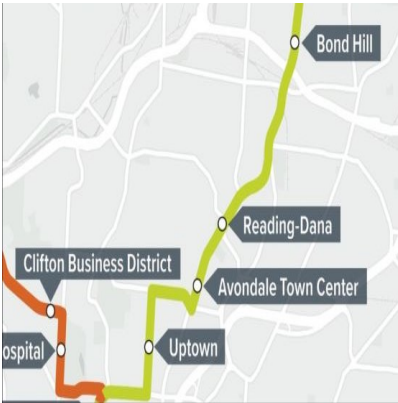 Bond Hill
Reading-Dana
Clifton Business District
Avondale Town Center
ospital
Uptown